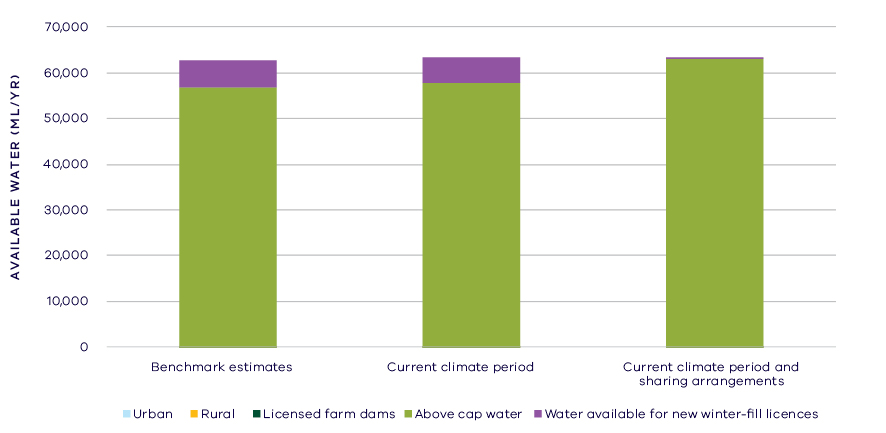 AVAILABLE WATER (ML/YR)
70,000
60,000
50,000
40,000
30,000
20,000
10,000
0
Benchmark estimates
Current climate period
Current climate period and
sharing arrangements
Urban
Rural
Licensed farm dams
Above cap water
Water available for new winter-fill licences